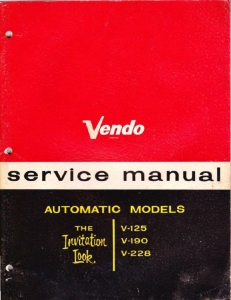 Vendo
service manual
AUTOMATIC MODELS
THE
Invitation
Look
V-125
V-190
V-228